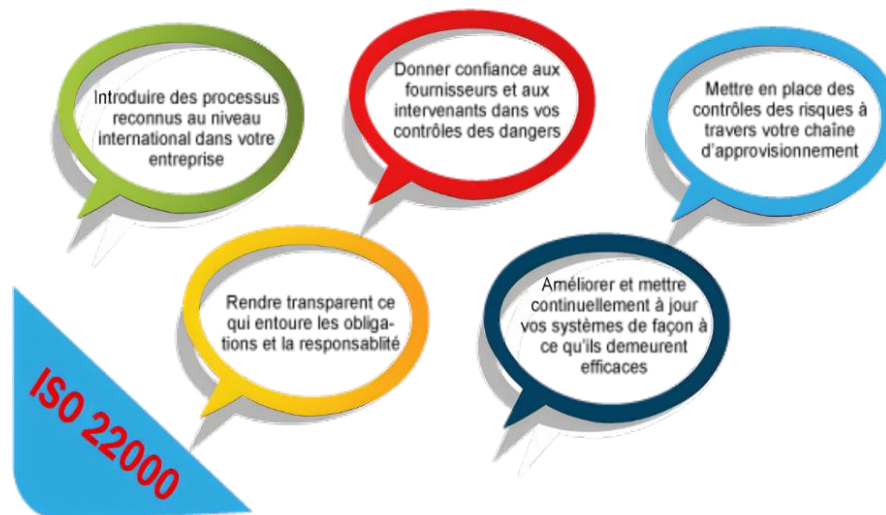 Introduire des processus
reconnus au niveau
international dans votre
entreprise
Donner confiance aux
fournisseurs et aux
intervenants dans vos
contrôles des dangers
Mettre en place des
contrôles des risques à
travers votre chaîne
d'approvisionnement
Rendre transparent ce
qui entoure les obliga-
tions et la responsablité
Améliorer et mettre
continuellement à jour
vos systèmes de façon à
ce qu'ils demeurent
efficaces
ISO 22000